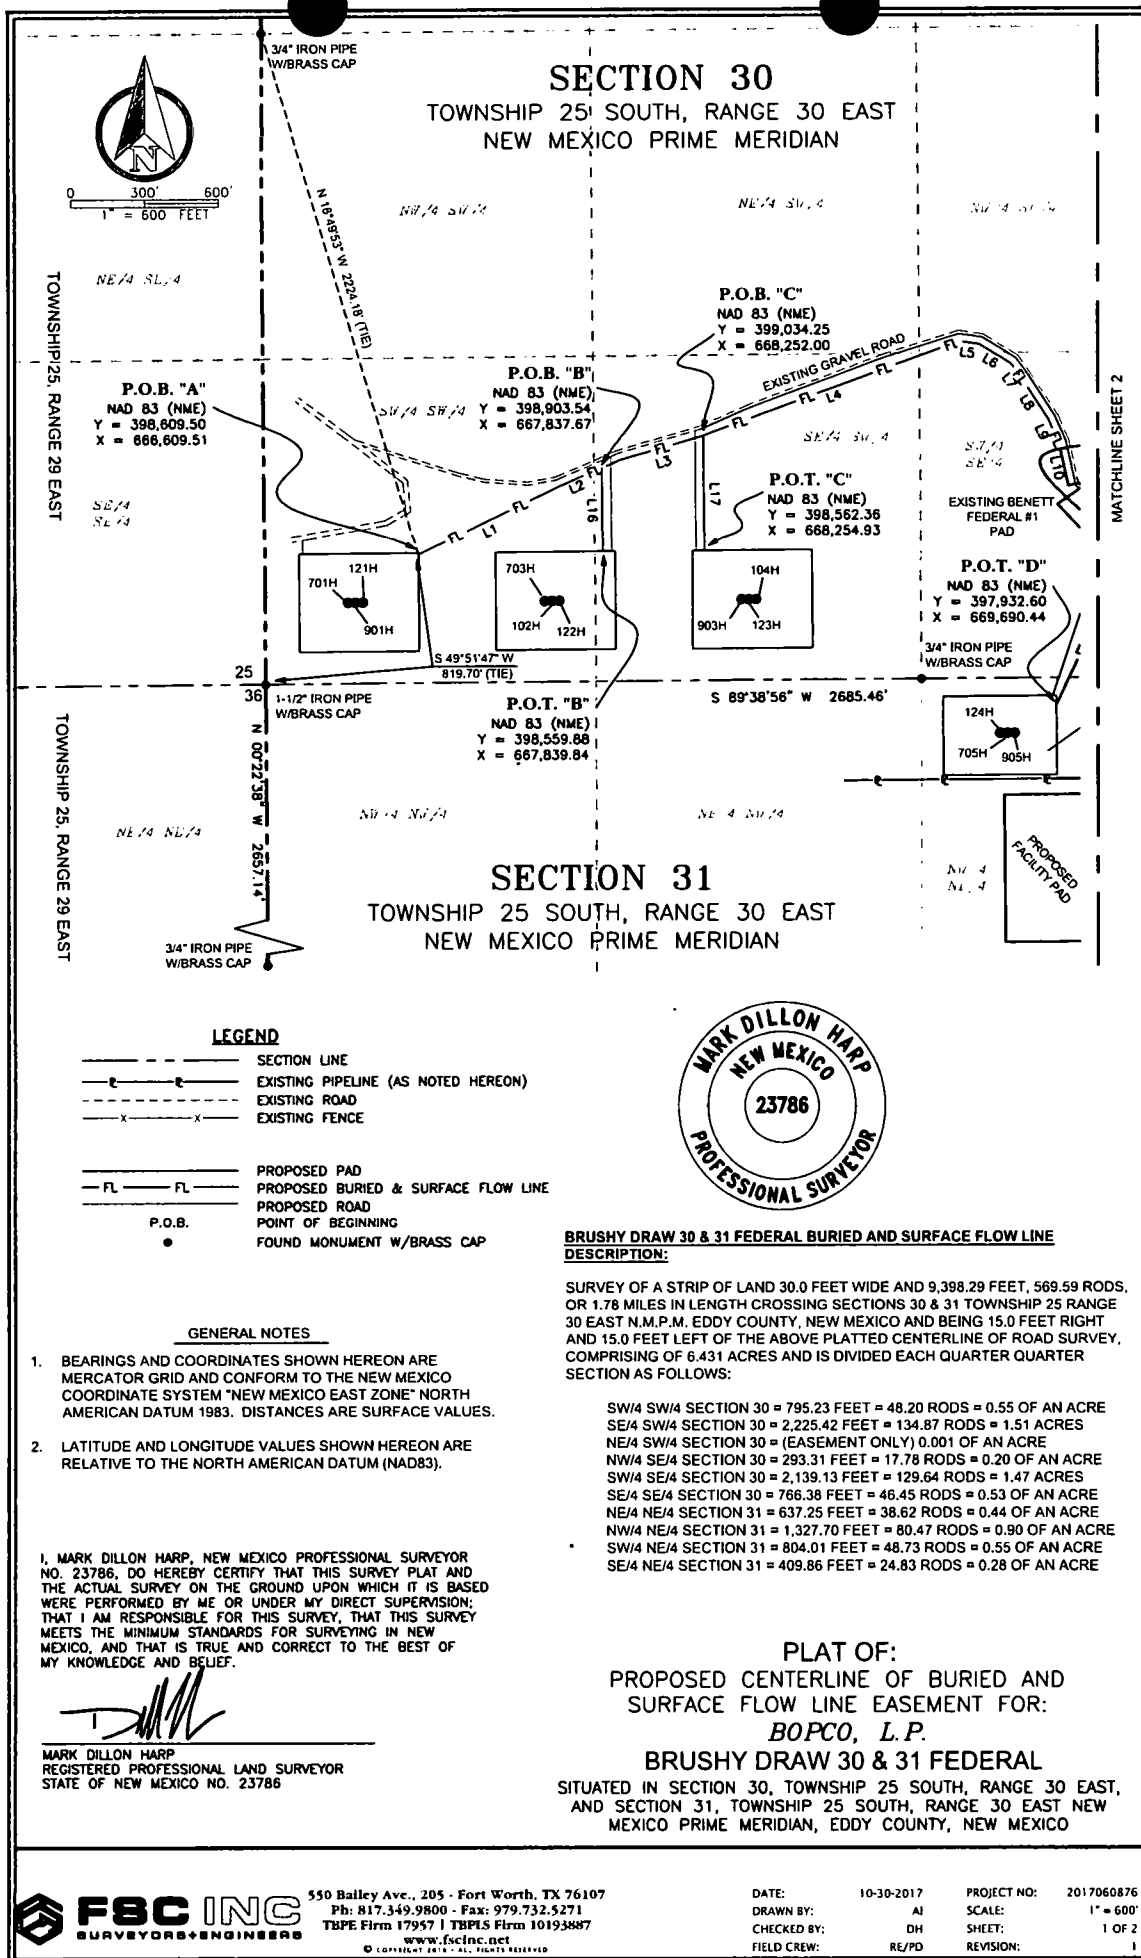 3/4" IRON PIPE
W/BRASS CAP
SECTION 30
TOWNSHIP 25 SOUTH, RANGE 30 EAST
NEW MEXICO PRIME MERIDIAN
N
0 300' 600'
1" = 600 FEET
N 16°49'53" W 2224.18' (TIE)
NW/4 SW/4
NE/4 SW/4
NE/4 SE/4
TOWNSHIP 25, RANGE 29 EAST
P.O.B. "A"
NAD 83 (NME)
Y = 398,609.50
X = 666,609.51
P.O.B. "B"
NAD 83 (NME)
Y = 398,903.54
X = 667,837.67
P.O.B. "C"
NAD 83 (NME)
Y = 399,034.25
X = 668,252.00
EXISTING GRAVEL ROAD
SW/4 SW/4
SE/4 SW/4
SW/4
SE/4
SE/4
SE/4
FL L1 FL L2 FL L3 FL FL L4 FL FL L5 L6 FL L7 L8 L9 L10
L16
L17
MATCHLINE SHEET 2
P.O.T. "C"
NAD 83 (NME)
Y = 398,562.36
X = 668,254.93
EXISTING BENETT
FEDERAL #1
PAD
P.O.T. "D"
NAD 83 (NME)
Y = 397,932.60
X = 669,690.44
3/4" IRON PIPE
W/BRASS CAP
701H 121H
901H
703H
102H 122H
104H
903H 123H
S 49°51'47" W
819.70' (TIE)
25
36
1-1/2" IRON PIPE
W/BRASS CAP
P.O.T. "B"
NAD 83 (NME)
Y = 398,559.88
X = 667,839.84
S 89°38'56" W 2685.46'
124H
705H 905H
N 00°22'38" W 2657.14'
TOWNSHIP 25, RANGE 29 EAST
NE/4 NE/4
NW/4 NW/4
NE/4 NW/4
NW/4
NE/4
PROPOSED
FACILITY PAD
SECTION 31
TOWNSHIP 25 SOUTH, RANGE 30 EAST
NEW MEXICO PRIME MERIDIAN
3/4" IRON PIPE
W/BRASS CAP
LEGEND
SECTION LINE
EXISTING PIPELINE (AS NOTED HEREON)
EXISTING ROAD
x x EXISTING FENCE
PROPOSED PAD
FL FL PROPOSED BURIED & SURFACE FLOW LINE
PROPOSED ROAD
P.O.B. POINT OF BEGINNING
FOUND MONUMENT W/BRASS CAP
MARK DILLON HARP
NEW MEXICO
23786
PROFESSIONAL SURVEYOR
BRUSHY DRAW 30 & 31 FEDERAL BURIED AND SURFACE FLOW LINE
DESCRIPTION:
SURVEY OF A STRIP OF LAND 30.0 FEET WIDE AND 9,398.29 FEET, 569.59 RODS,
OR 1.78 MILES IN LENGTH CROSSING SECTIONS 30 & 31 TOWNSHIP 25 RANGE
30 EAST N.M.P.M. EDDY COUNTY, NEW MEXICO AND BEING 15.0 FEET RIGHT
AND 15.0 FEET LEFT OF THE ABOVE PLATTED CENTERLINE OF ROAD SURVEY,
COMPRISING OF 6.431 ACRES AND IS DIVIDED EACH QUARTER QUARTER
SECTION AS FOLLOWS:
SW/4 SW/4 SECTION 30 = 795.23 FEET = 48.20 RODS = 0.55 OF AN ACRE
SE/4 SW/4 SECTION 30 = 2,225.42 FEET = 134.87 RODS = 1.51 ACRES
NE/4 SW/4 SECTION 30 = (EASEMENT ONLY) 0.001 OF AN ACRE
NW/4 SE/4 SECTION 30 = 293.31 FEET = 17.78 RODS = 0.20 OF AN ACRE
SW/4 SE/4 SECTION 30 = 2,139.13 FEET = 129.64 RODS = 1.47 ACRES
SE/4 SE/4 SECTION 30 = 766.38 FEET = 46.45 RODS = 0.53 OF AN ACRE
NE/4 NE/4 SECTION 31 = 637.25 FEET = 38.62 RODS = 0.44 OF AN ACRE
NW/4 NE/4 SECTION 31 = 1,327.70 FEET = 80.47 RODS = 0.90 OF AN ACRE
SW/4 NE/4 SECTION 31 = 804.01 FEET = 48.73 RODS = 0.55 OF AN ACRE
SE/4 NE/4 SECTION 31 = 409.86 FEET = 24.83 RODS = 0.28 OF AN ACRE
GENERAL NOTES
1. BEARINGS AND COORDINATES SHOWN HEREON ARE
MERCATOR GRID AND CONFORM TO THE NEW MEXICO
COORDINATE SYSTEM "NEW MEXICO EAST ZONE" NORTH
AMERICAN DATUM 1983. DISTANCES ARE SURFACE VALUES.
2. LATITUDE AND LONGITUDE VALUES SHOWN HEREON ARE
RELATIVE TO THE NORTH AMERICAN DATUM (NAD83).
I, MARK DILLON HARP, NEW MEXICO PROFESSIONAL SURVEYOR
NO. 23786, DO HEREBY CERTIFY THAT THIS SURVEY PLAT AND
THE ACTUAL SURVEY ON THE GROUND UPON WHICH IT IS BASED
WERE PERFORMED BY ME OR UNDER MY DIRECT SUPERVISION;
THAT I AM RESPONSIBLE FOR THIS SURVEY, THAT THIS SURVEY
MEETS THE MINIMUM STANDARDS FOR SURVEYING IN NEW
MEXICO, AND THAT IS TRUE AND CORRECT TO THE BEST OF
MY KNOWLEDGE AND BELIEF.
MARK DILLON HARP
REGISTERED PROFESSIONAL LAND SURVEYOR
STATE OF NEW MEXICO NO. 23786
PLAT OF:
PROPOSED CENTERLINE OF BURIED AND
SURFACE FLOW LINE EASEMENT FOR:
BOPCO, L.P.
BRUSHY DRAW 30 & 31 FEDERAL
SITUATED IN SECTION 30, TOWNSHIP 25 SOUTH, RANGE 30 EAST,
AND SECTION 31, TOWNSHIP 25 SOUTH, RANGE 30 EAST NEW
MEXICO PRIME MERIDIAN, EDDY COUNTY, NEW MEXICO
FSC INC
SURVEYORS+ENGINEERS
550 Bailey Ave., 205 - Fort Worth, TX 76107
Ph: 817.349.9800 - Fax: 979.732.5271
TBPE Firm 17957 | TBPLS Firm 10193887
www.fscinc.net
© COPYRIGHT 2016 - ALL RIGHTS RESERVED
DATE: 10-30-2017 PROJECT NO: 2017060876
DRAWN BY: AI SCALE: 1" = 600'
CHECKED BY: DH SHEET: 1 OF 2
FIELD CREW: RE/PD REVISION: 1